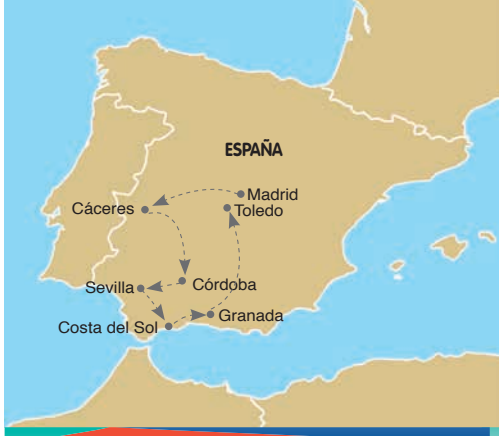 ESPAÑA
Madrid
Toledo
Cáceres
Córdoba
Sevilla
Granada
Costa del Sol